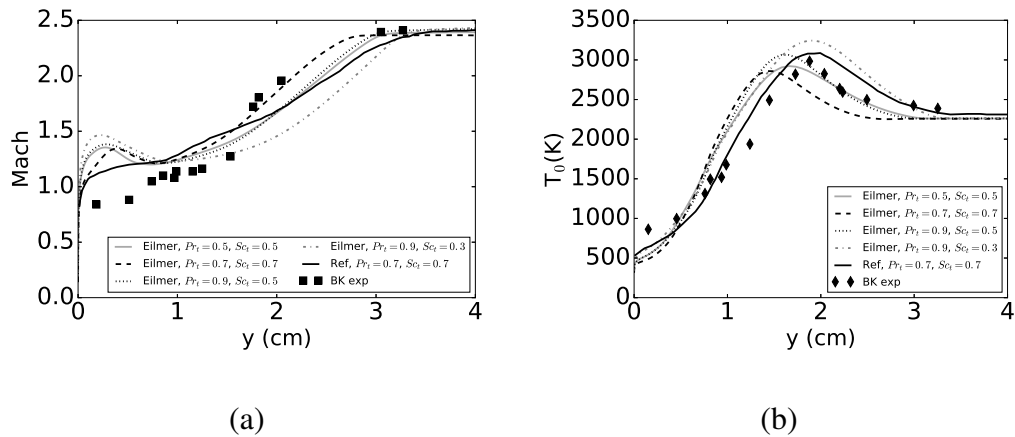 2.5
2.0
1.5
1.0
0.5
0.0
Mach
0
1
2
3
4
y (cm)
Eilmer, Pr_t = 0.5, Sc_t = 0.5
Eilmer, Pr_t = 0.7, Sc_t = 0.7
Eilmer, Pr_t = 0.9, Sc_t = 0.5
Eilmer, Pr_t = 0.9, Sc_t = 0.3
Ref, Pr_t = 0.7, Sc_t = 0.7
BK exp
(a)
3500
3000
2500
2000
1500
1000
500
0
T_0(K)
0
1
2
3
4
y (cm)
Eilmer, Pr_t = 0.5, Sc_t = 0.5
Eilmer, Pr_t = 0.7, Sc_t = 0.7
Eilmer, Pr_t = 0.9, Sc_t = 0.5
Eilmer, Pr_t = 0.9, Sc_t = 0.3
Ref, Pr_t = 0.7, Sc_t = 0.7
BK exp
(b)